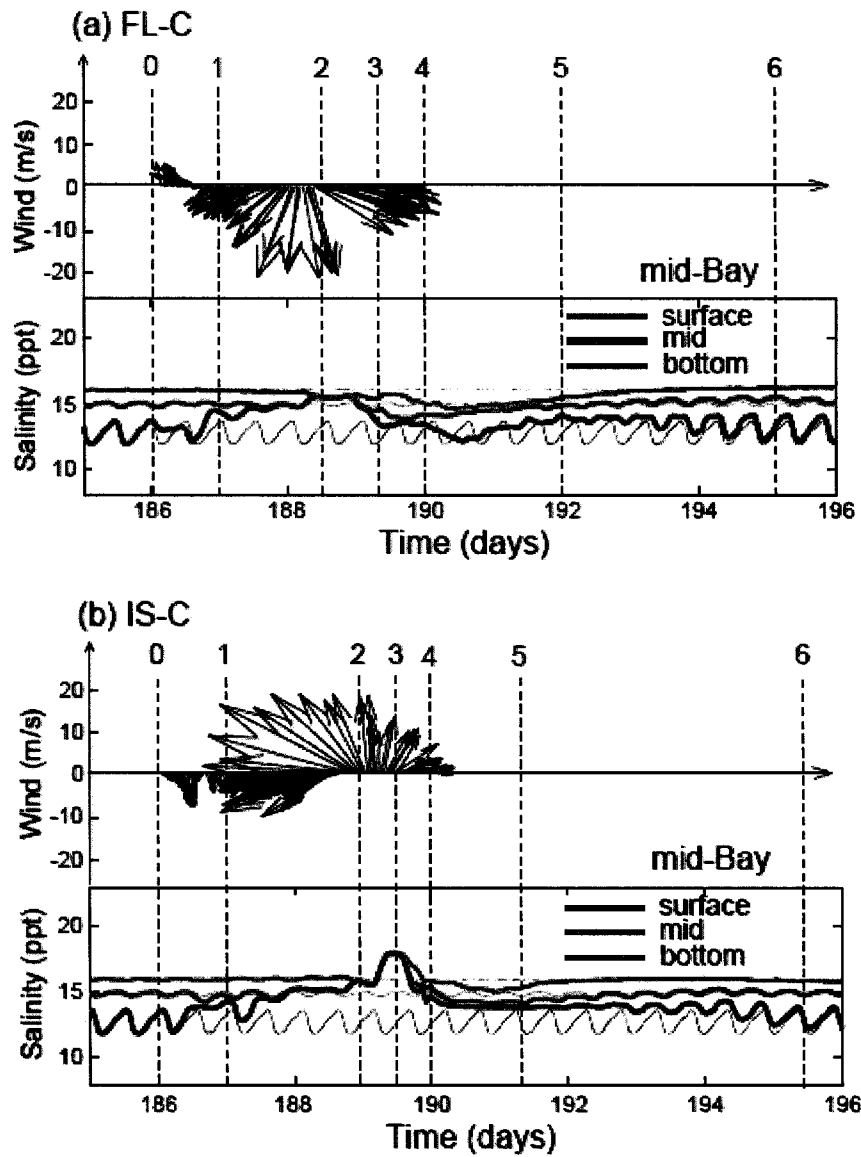 (a) FL-C
0 1 2 3 4 5 6
Wind (m/s)
20
10
0
-10
-20
mid-Bay
Salinity (ppt)
20
15
10
surface
mid
bottom
186 188 190 192 194 196
Time (days)
(b) IS-C
0 1 2 3 4 5 6
Wind (m/s)
20
10
0
-10
-20
mid-Bay
Salinity (ppt)
20
15
10
surface
mid
bottom
186 188 190 192 194 196
Time (days)